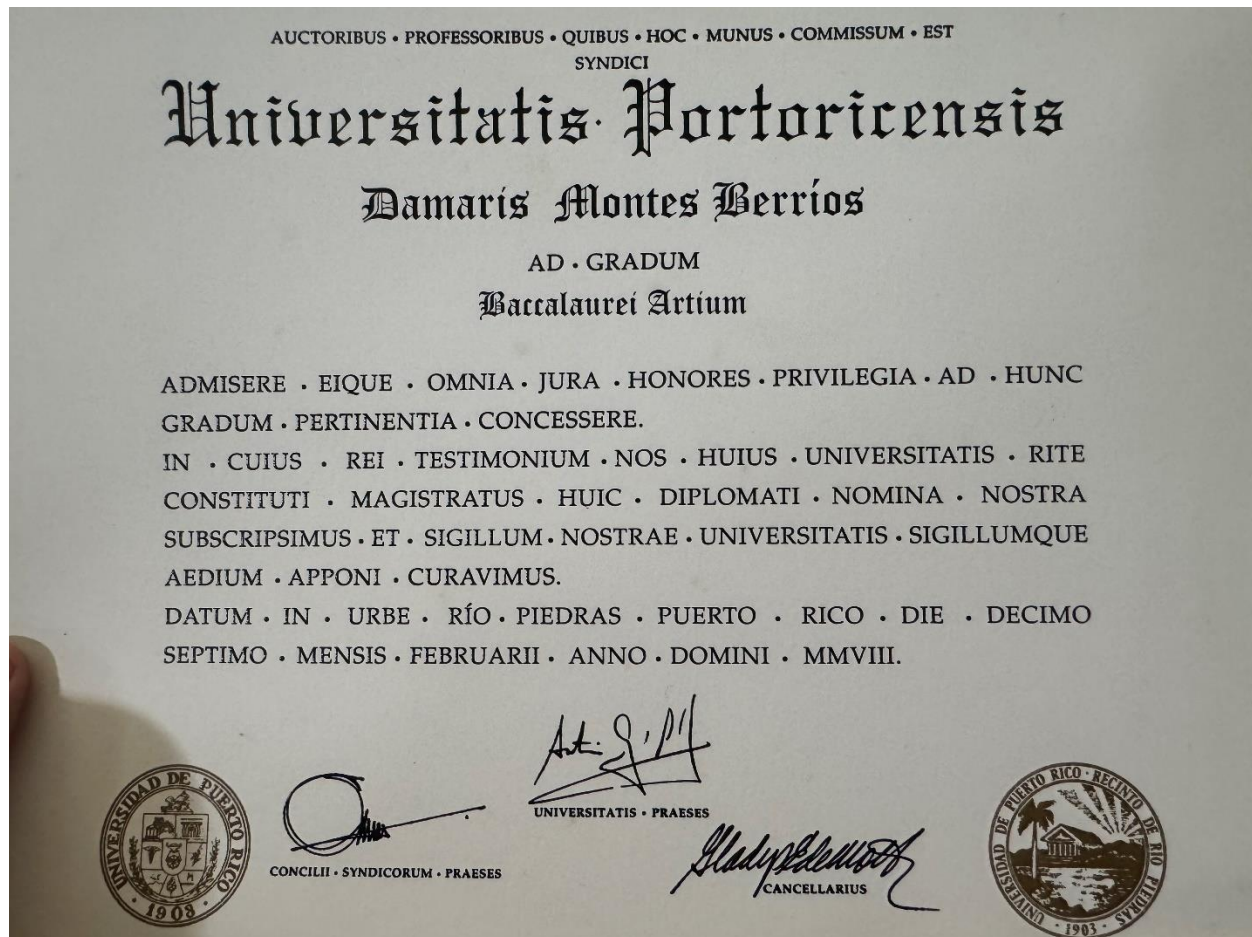 AUCTORIBUS • PROFESSORIBUS • QUIBUS • HOC • MUNUS • COMMISSUM • EST
SYNDICI
Universitatis • Portoricensis
Damaris Montes Berríos
AD • GRADUM
Baccalaurei Artium
ADMISERE • EIQUE • OMNIA • JURA • HONORES • PRIVILEGIA • AD • HUNC
GRADUM • PERTINENTIA • CONCESSERE.
IN • CUIUS • REI • TESTIMONIUM • NOS • HUIUS • UNIVERSITATIS • RITE
CONSTITUTI • MAGISTRATUS • HUIC • DIPLOMATI • NOMINA • NOSTRA
SUBSCRIPSIMUS • ET • SIGILLUM • NOSTRAE • UNIVERSITATIS • SIGILLUMQUE
AEDIUM • APPONI • CURAVIMUS.
DATUM • IN • URBE • RÍO • PIEDRAS • PUERTO • RICO • DIE • DECIMO
SEPTIMO • MENSIS • FEBRUARII • ANNO • DOMINI • MMVIII.
UNIVERSITATIS • PRAESES
CONCILII • SYNDICORUM • PRAESES
CANCELLARIUS
UNIVERSIDAD DE PUERTO RICO
• 1903 •
UNIVERSIDAD DE PUERTO RICO • RECINTO DE RIO PIEDRAS
• 1903 •